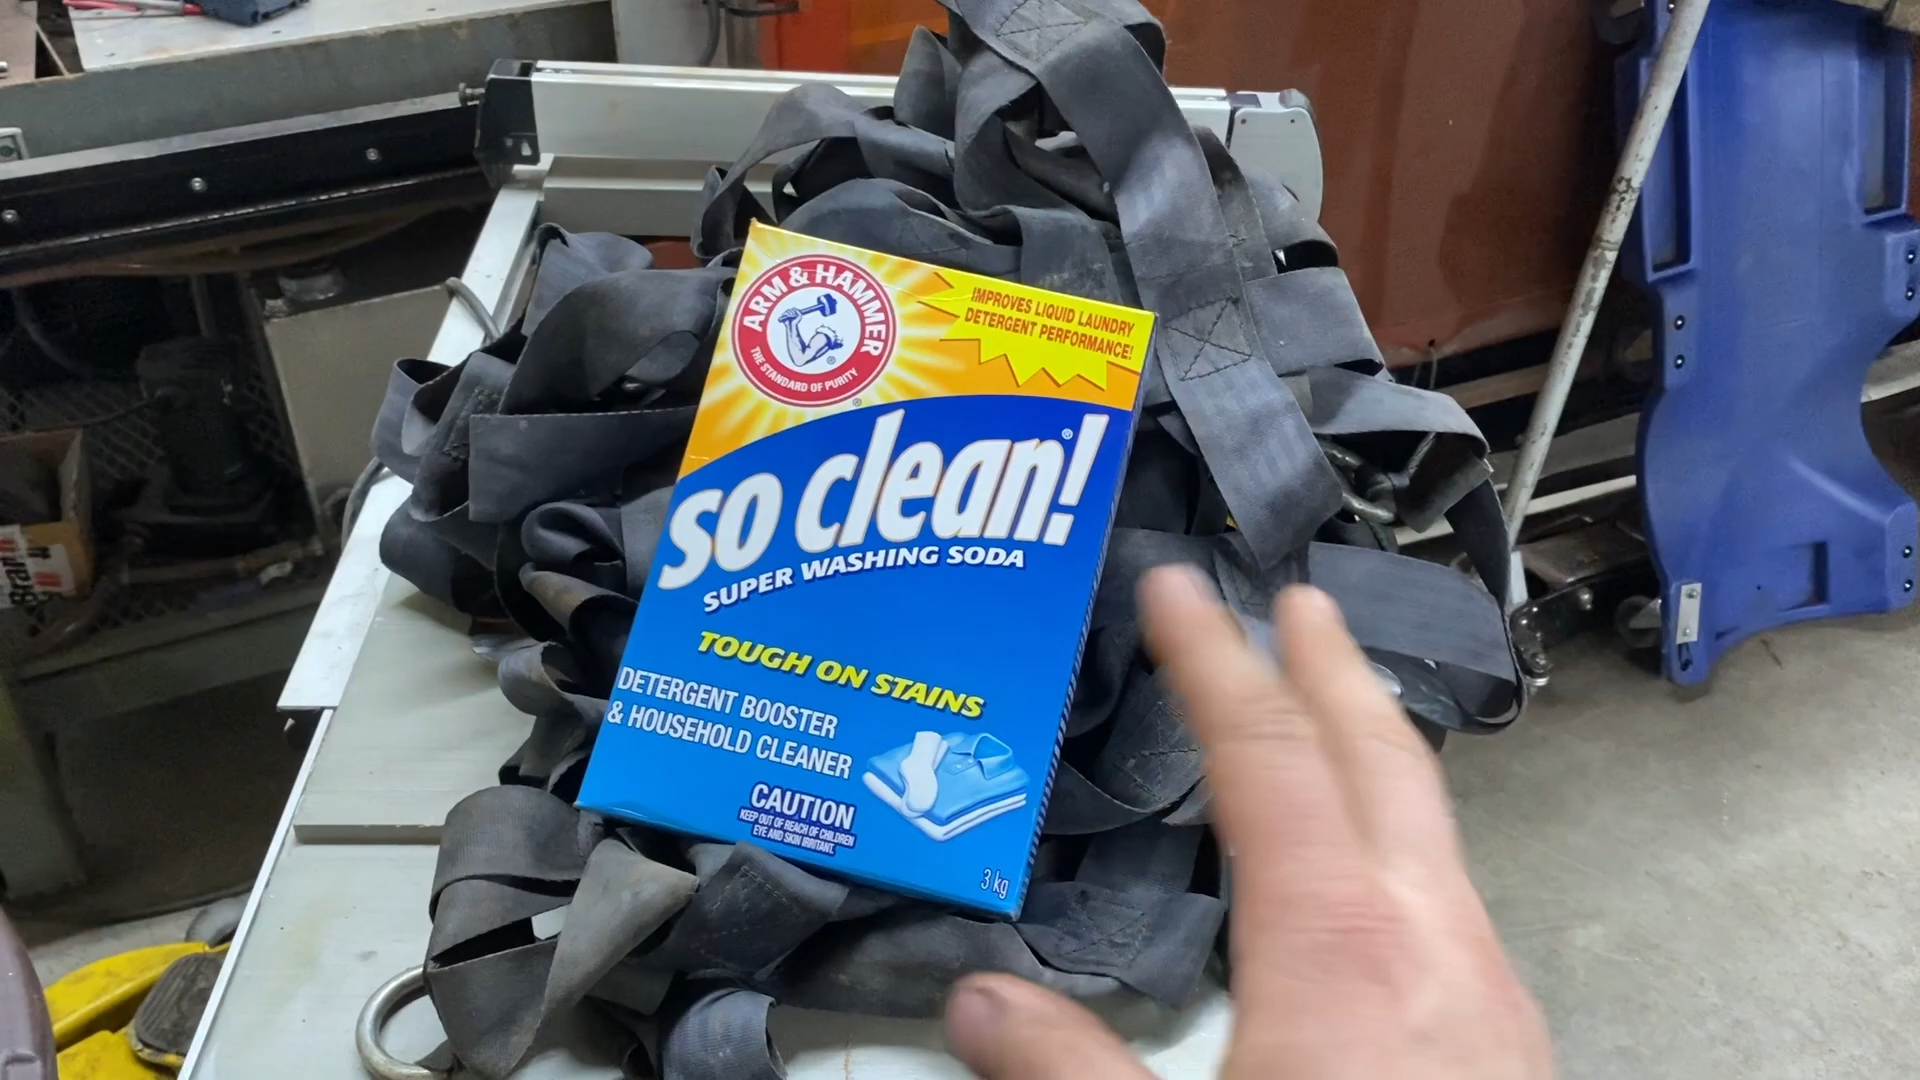 ARM & HAMMER
THE STANDARD OF PURITY
IMPROVES LIQUID LAUNDRY
DETERGENT PERFORMANCE!
so clean!
SUPER WASHING SODA
TOUGH ON STAINS
DETERGENT BOOSTER
& HOUSEHOLD CLEANER
CAUTION
KEEP OUT OF REACH OF CHILDREN
EYE AND SKIN IRRITANT.
3 kg